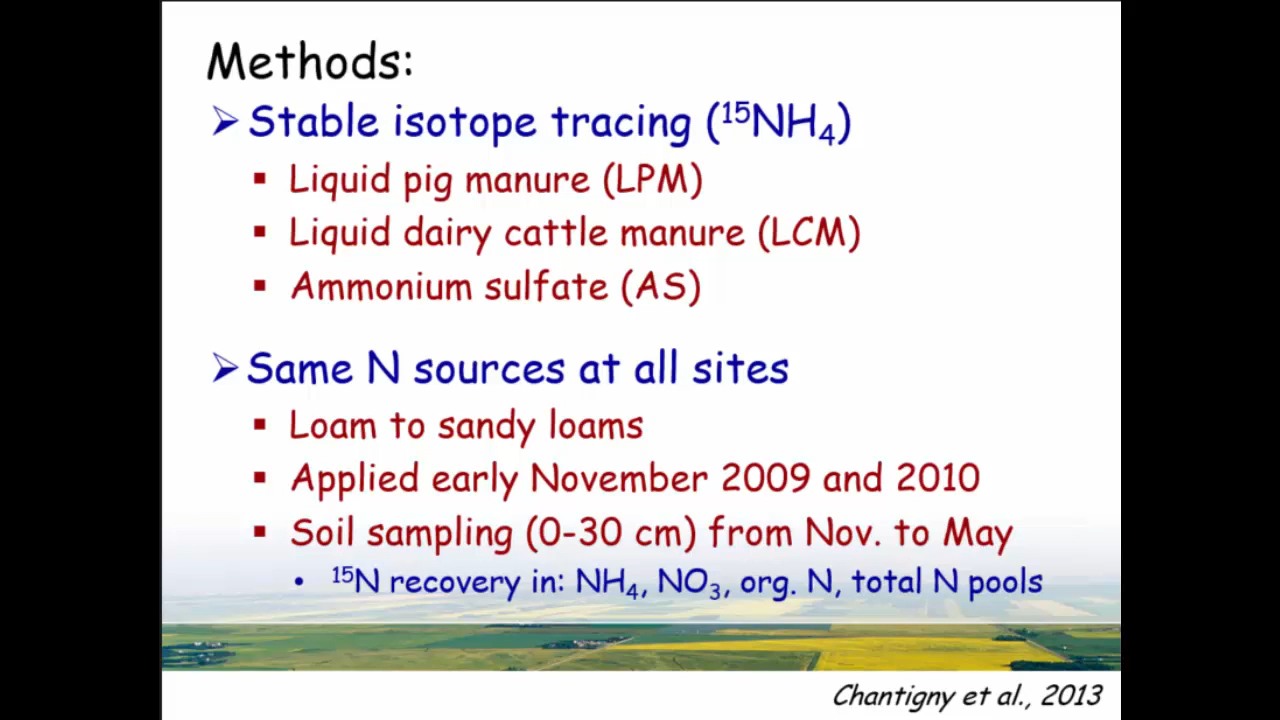 Methods:
➢ Stable isotope tracing (¹⁵NH₄)
▪ Liquid pig manure (LPM)
▪ Liquid dairy cattle manure (LCM)
▪ Ammonium sulfate (AS)
➢ Same N sources at all sites
▪ Loam to sandy loams
▪ Applied early November 2009 and 2010
▪ Soil sampling (0-30 cm) from Nov. to May
• ¹⁵N recovery in: NH₄, NO₃, org. N, total N pools
Chantigny et al., 2013